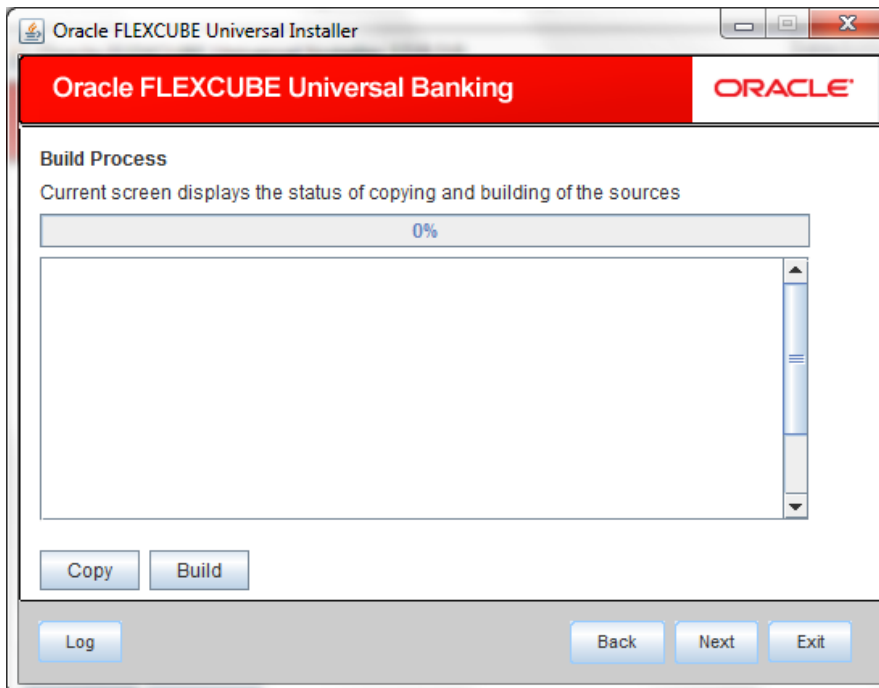 Oracle FLEXCUBE Universal Installer
Oracle FLEXCUBE Universal Banking
ORACLE
Build Process
Current screen displays the status of copying and building of the sources
0%
Copy Build
Log Back Next Exit